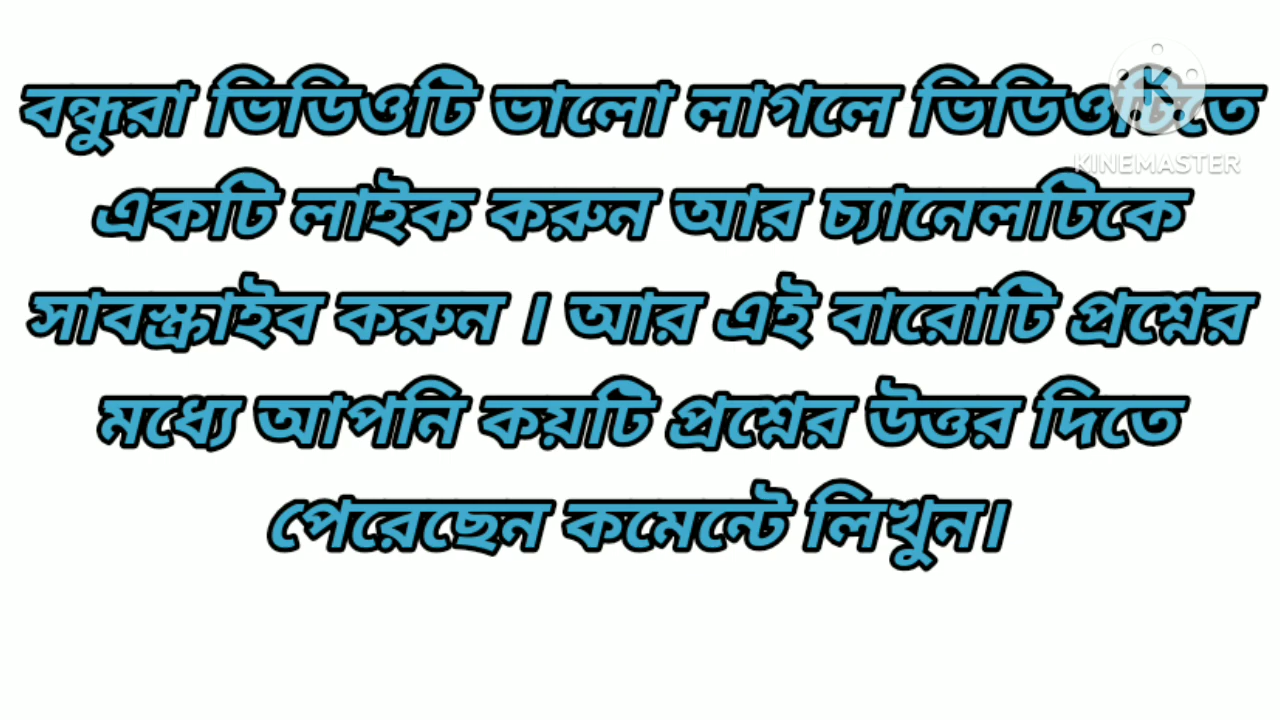 বন্ধুরা ভিডিওটি ভালো লাগলে ভিডিওটিতে
KINEMASTER
একটি লাইক করুন আর চ্যানেলটিকে
সাবস্ক্রাইব করুন । আর এই বারোটি প্রশ্নের
মধ্যে আপনি কয়টি প্রশ্নের উত্তর দিতে
পেরেছেন কমেন্টে লিখুন।